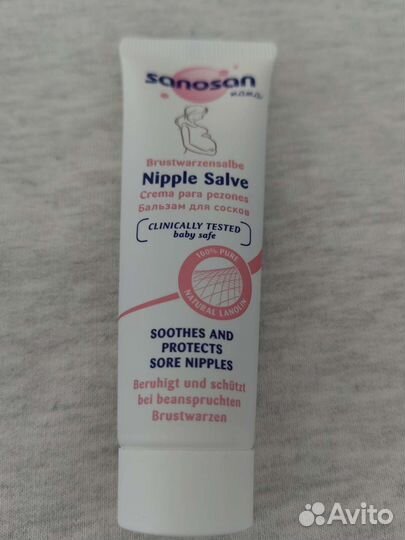 sanosan
mama
Brustwarzensalbe
Nipple Salve
Crema para pezones
Бальзам для сосков
CLINICALLY TESTED
baby safe
100% PURE
NATURAL LANOLIN
SOOTHES AND
PROTECTS
SORE NIPPLES
Beruhigt und schützt
bei beanspruchten
Brustwarzen
Avito